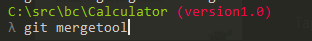 C:\src\bc\Calculator (version1.0)
λ git mergetool